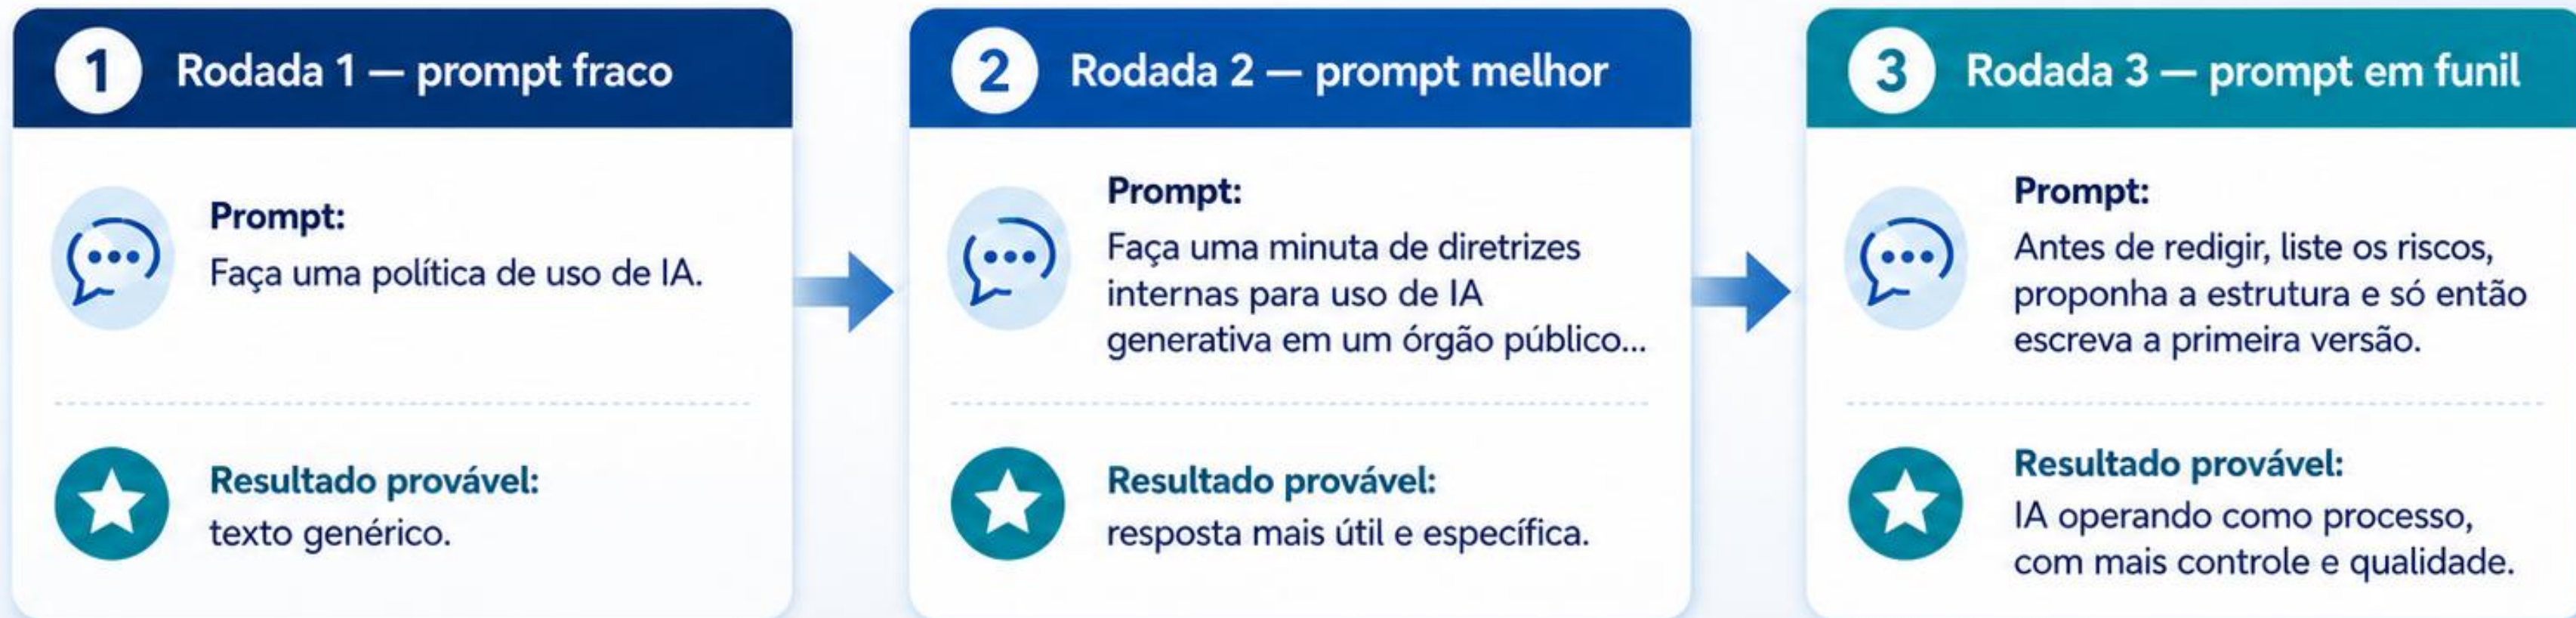 1
Rodada 1 — prompt fraco
Prompt:
Faça uma política de uso de IA.
Resultado provável:
texto genérico.
2
Rodada 2 — prompt melhor
Prompt:
Faça uma minuta de diretrizes
internas para uso de IA
generativa em um órgão público...
Resultado provável:
resposta mais útil e específica.
3
Rodada 3 — prompt em funil
Prompt:
Antes de redigir, liste os riscos,
proponha a estrutura e só então
escreva a primeira versão.
Resultado provável:
IA operando como processo,
com mais controle e qualidade.